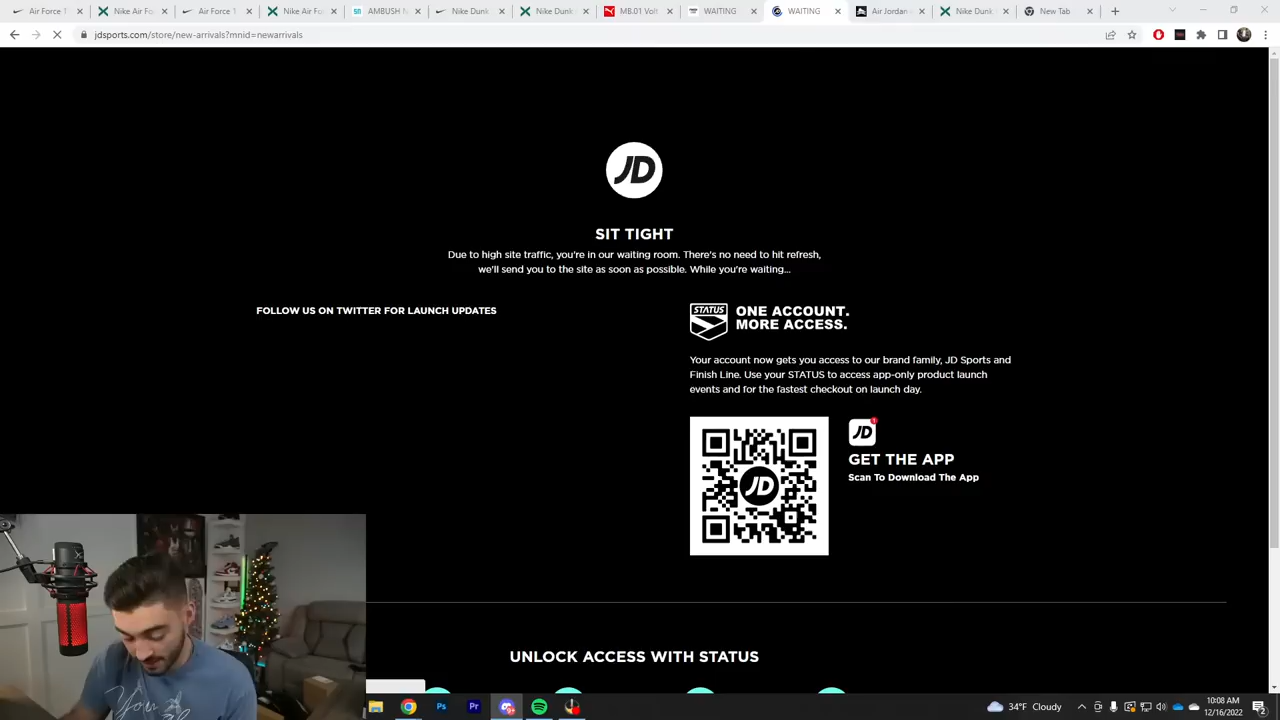 Air Force 1
Nike Air Fo
Air Force 1
Nike Air Fo
AMBUSH N
Nike Dunk
Nike Dunk
MB.01 Volt
WAITING
WAITING
Air Jordan
Nike Dunk
New Tab
jdsports.com/store/new-arrivals?mnid=newarrivals
JD
SIT TIGHT
Due to high site traffic, you're in our waiting room. There's no need to hit refresh,
we'll send you to the site as soon as possible. While you're waiting...
FOLLOW US ON TWITTER FOR LAUNCH UPDATES
STATUS
ONE ACCOUNT.
MORE ACCESS.
Your account now gets you access to our brand family, JD Sports and
Finish Line. Use your STATUS to access app-only product launch
events and for the fastest checkout on launch day.
JD
JD
1
GET THE APP
Scan To Download The App
UNLOCK ACCESS WITH STATUS
Ps
Pr
34°F Cloudy
10:08 AM
12/16/2022
2